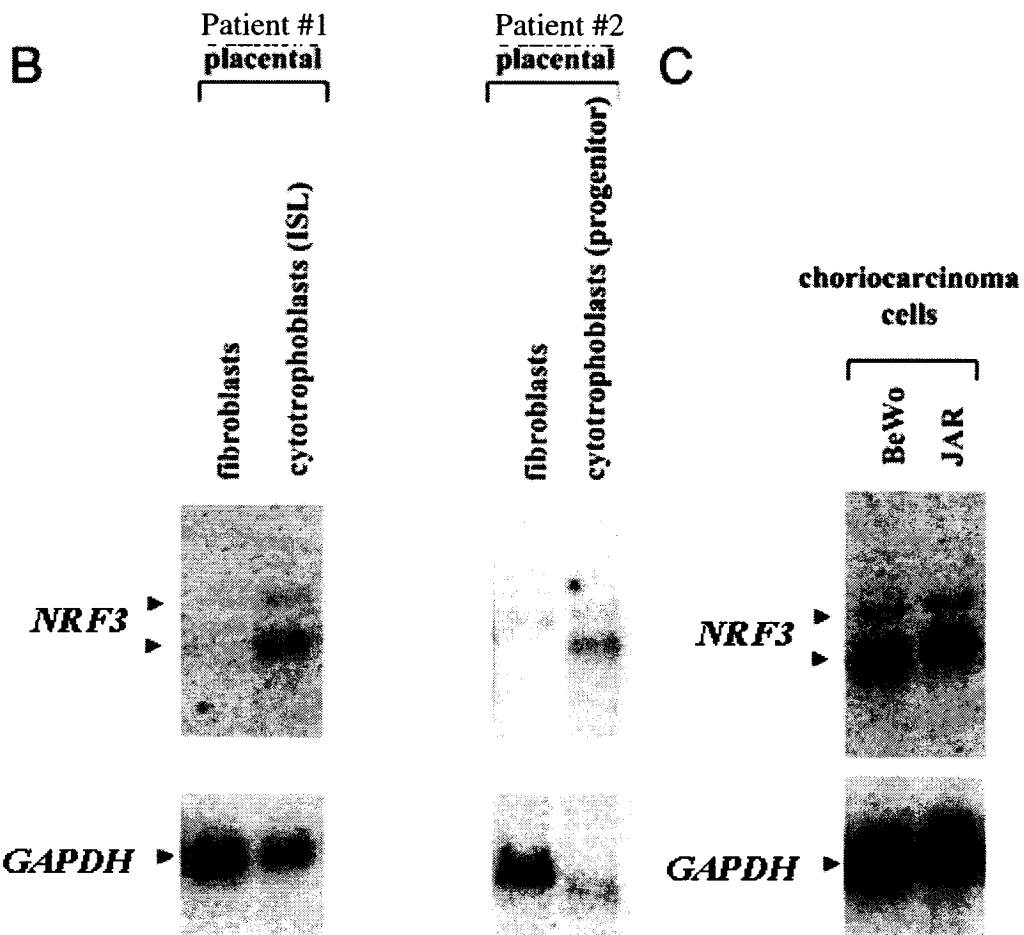 B
Patient #1
placental
fibroblasts
cytotrophoblasts (ISL)
NRF3
GAPDH
Patient #2
placental
fibroblasts
cytotrophoblasts (progenitor)
C
choriocarcinoma
cells
BeWo
JAR
NRF3
GAPDH